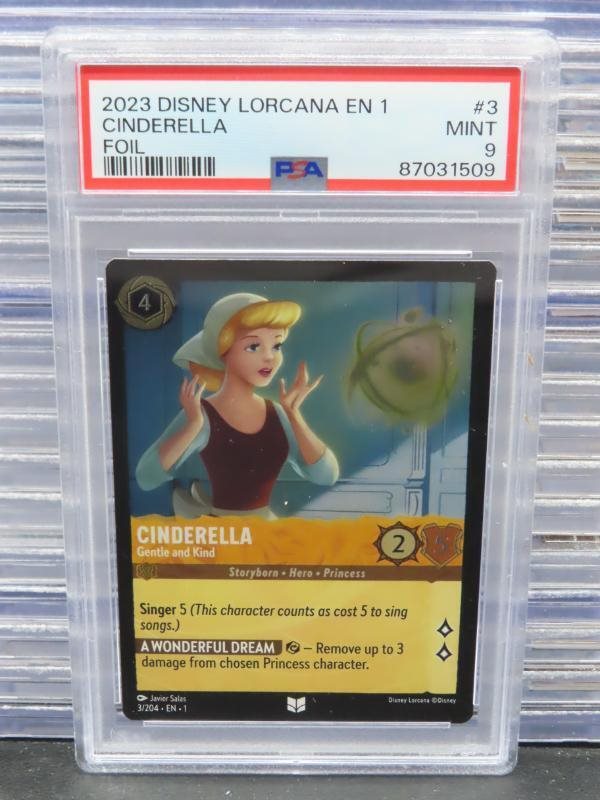 2023 DISNEY LORCANA EN 1 #3
CINDERELLA MINT
FOIL 9
PSA 87031509
4
CINDERELLA
Gentle and Kind
2 5
Storyborn • Hero • Princess
Singer 5 (This character counts as cost 5 to sing
songs.)
A WONDERFUL DREAM — Remove up to 3
damage from chosen Princess character.
Javier Salas
Disney Lorcana ©Disney
3/204 • EN • 1